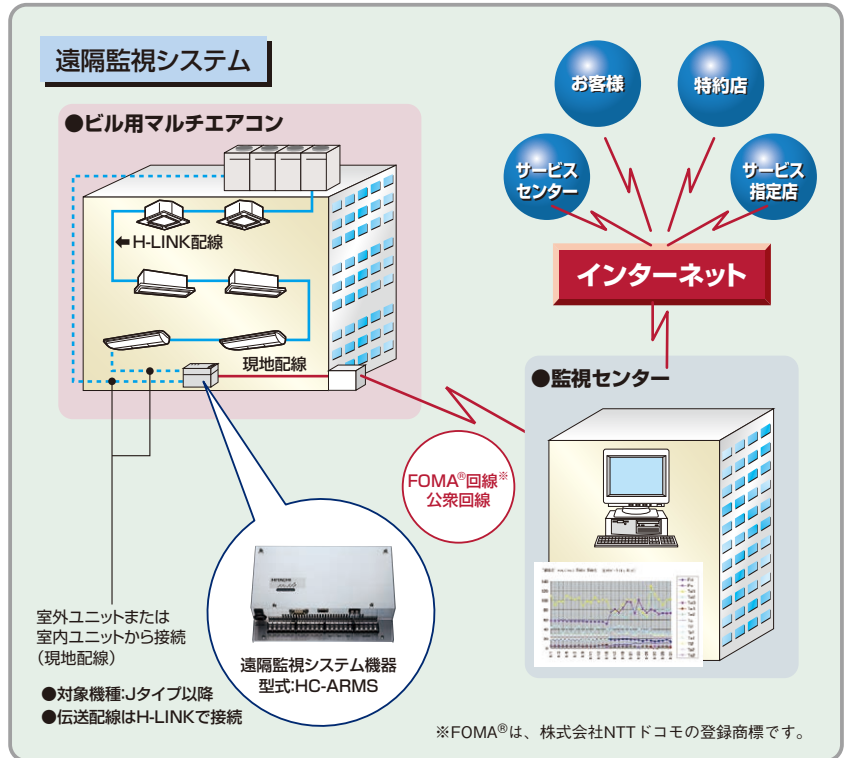 遠隔監視システム
●ビル用マルチエアコン
H-LINK配線
現地配線
お客様
特約店
サービス
センター
サービス
指定店
インターネット
●監視センター
FOMA®回線※
公衆回線
HITACHI
遠隔監視システム機器
型式:HC-ARMS
室外ユニットまたは
室内ユニットから接続
(現地配線)
●対象機種:Jタイプ以降
●伝送配線はH-LINKで接続
※FOMA®は、株式会社NTTドコモの登録商標です。